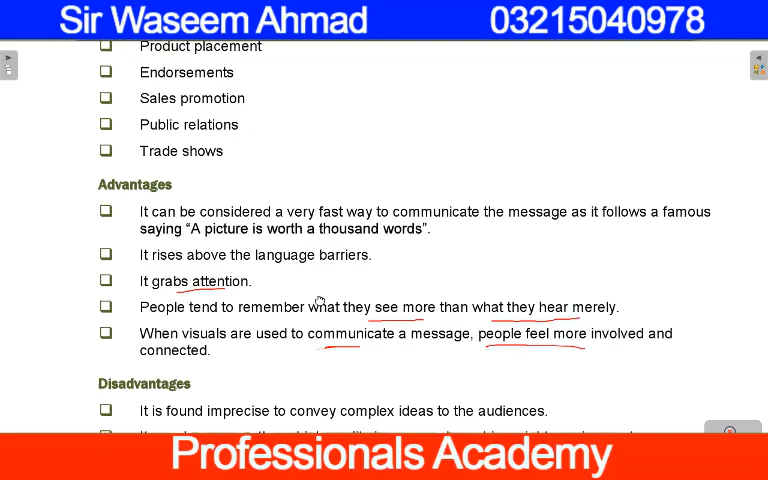 Sir Waseem Ahmad 03215040978
Product placement
Endorsements
Sales promotion
Public relations
Trade shows
Advantages
It can be considered a very fast way to communicate the message as it follows a famous
saying “A picture is worth a thousand words”.
It rises above the language barriers.
It grabs attention.
People tend to remember what they see more than what they hear merely.
When visuals are used to communicate a message, people feel more involved and
connected.
Disadvantages
It is found imprecise to convey complex ideas to the audiences.
Professionals Academy